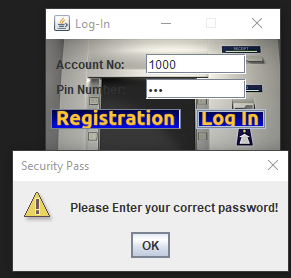 Log-In
Account No:
1000
Pin Number:
•••
Registration
Log In
Security Pass
Please Enter your correct password!
OK